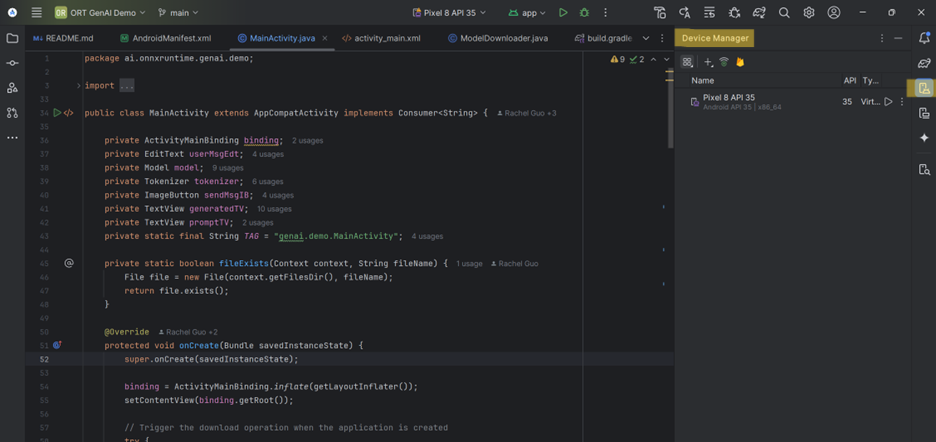 OR ORT GenAI Demo main Pixel 8 API 35 app
README.md AndroidManifest.xml MainActivity.java activity_main.xml ModelDownloader.java build.gradle Device Manager
1 package ai.onnxruntime.genai.demo; 9 2
2
3 import ...
33
34 public class MainActivity extends AppCompatActivity implements Consumer<String> { Rachel Guo +3
35
36 private ActivityMainBinding binding; 2 usages
37 private EditText userMsgEdt; 4 usages
38 private Model model; 9 usages
39 private Tokenizer tokenizer; 6 usages
40 private ImageButton sendMsgIB; 4 usages
41 private TextView generatedTV; 10 usages
42 private TextView promptTV; 2 usages
43 private static final String TAG = "genai.demo.MainActivity"; 4 usages
44
45 private static boolean fileExists(Context context, String fileName) { 1 usage Rachel Guo
46 File file = new File(context.getFilesDir(), fileName);
47 return file.exists();
48 }
49
50 @Override Rachel Guo +2
51 protected void onCreate(Bundle savedInstanceState) {
52 super.onCreate(savedInstanceState);
53
54 binding = ActivityMainBinding.inflate(getLayoutInflater());
55 setContentView(binding.getRoot());
56
57 // Trigger the download operation when the application is created
try {
Name API Ty...
Pixel 8 API 35 35 Virt...
Android API 35 | x86_64